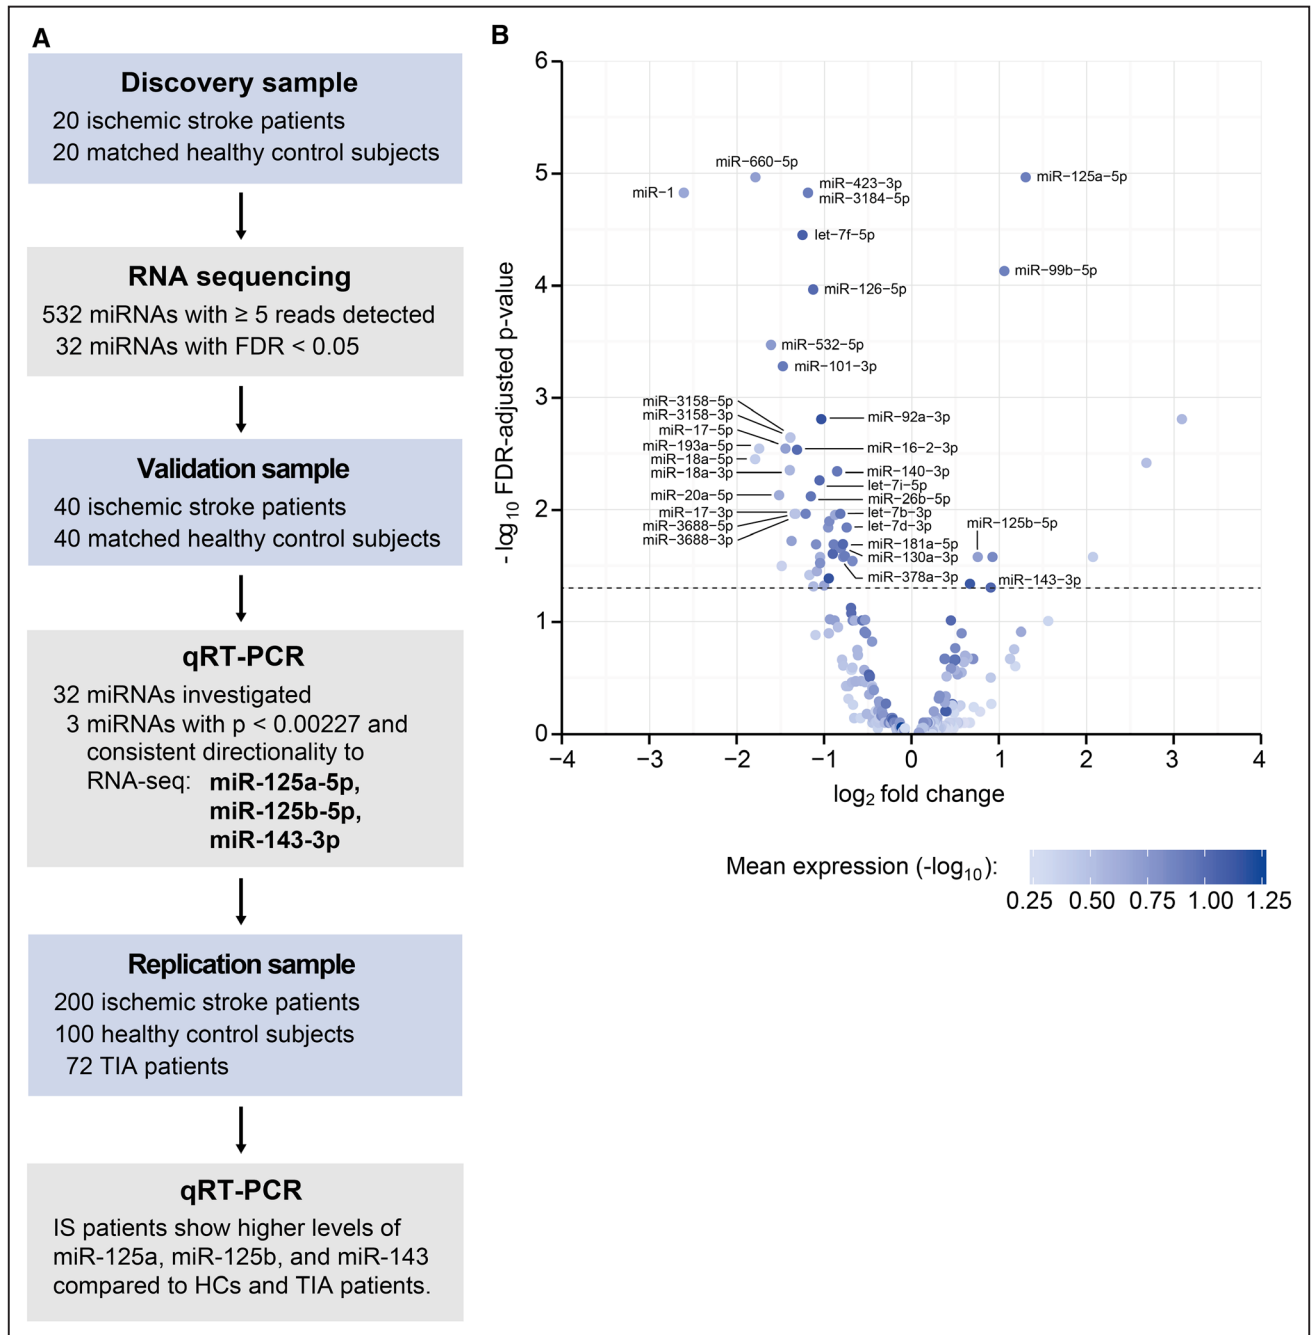 A
Discovery sample
20 ischemic stroke patients
20 matched healthy control subjects
RNA sequencing
532 miRNAs with ≥ 5 reads detected
32 miRNAs with FDR < 0.05
Validation sample
40 ischemic stroke patients
40 matched healthy control subjects
qRT-PCR
32 miRNAs investigated
3 miRNAs with p < 0.00227 and
consistent directionality to
RNA-seq: miR-125a-5p,
miR-125b-5p,
miR-143-3p
Replication sample
200 ischemic stroke patients
100 healthy control subjects
72 TIA patients
qRT-PCR
IS patients show higher levels of
miR-125a, miR-125b, and miR-143
compared to HCs and TIA patients.
B
- log10 FDR-adjusted p-value
6
5
4
3
2
1
0
miR−660−5p
miR−1
miR−423−3p
miR−3184−5p
miR−125a−5p
let−7f−5p
miR−99b−5p
miR−126−5p
miR−532−5p
miR−101−3p
miR−3158−5p
miR−3158−3p
miR−17−5p
miR−193a−5p
miR−18a−5p
miR−18a−3p
miR−20a−5p
miR−17−3p
miR−3688−5p
miR−3688−3p
miR−92a−3p
miR−16−2−3p
miR−140−3p
let−7i−5p
miR−26b−5p
let−7b−3p
let−7d−3p
miR−181a−5p
miR−130a−3p
miR−378a−3p
miR−125b−5p
miR−143−3p
−4 −3 −2 −1 0 1 2 3 4
log2 fold change
Mean expression (-log10):
0.25 0.50 0.75 1.00 1.25